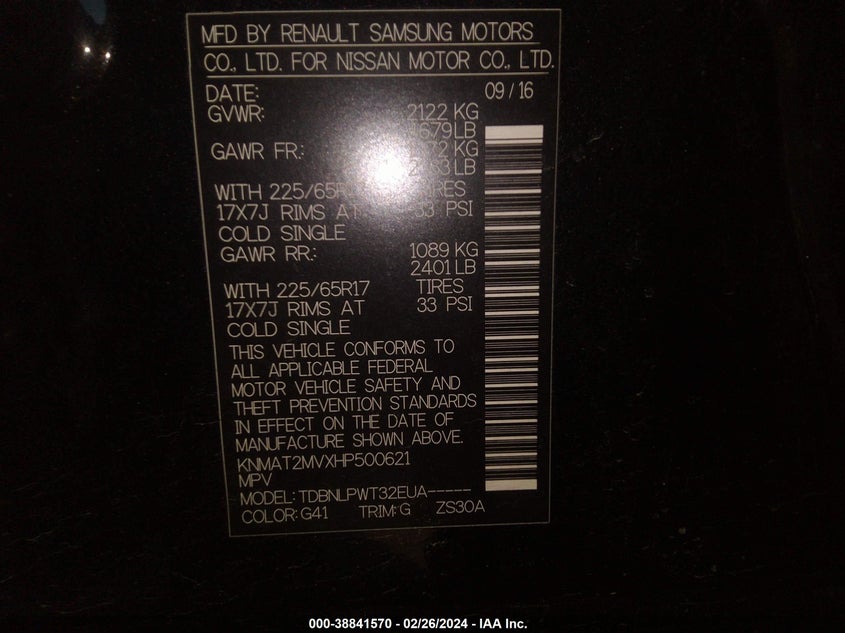 MFD BY RENAULT SAMSUNG MOTORS
CO., LTD. FOR NISSAN MOTOR CO., LTD.
DATE: 09 / 16
GVWR: 2122 KG
LB
GAWR FR.: KG
LB
WITH TIRES
17X7J RIMS AT 33 PSI
COLD SINGLE
GAWR RR.: 1089 KG
2401 LB
WITH 225/65R17 TIRES
17X7J RIMS AT 33 PSI
COLD SINGLE
THIS VEHICLE CONFORMS TO
ALL APPLICABLE FEDERAL
MOTOR VEHICLE SAFETY AND
THEFT PREVENTION STANDARDS
IN EFFECT ON THE DATE OF
MANUFACTURE SHOWN ABOVE.
KNMAT2MVXHP500621
MPV
MODEL: TDBNLPWT32EUA-----
COLOR: G41 TRIM: G ZS30A
000-38841570 - 02/26/2024 - IAA Inc.